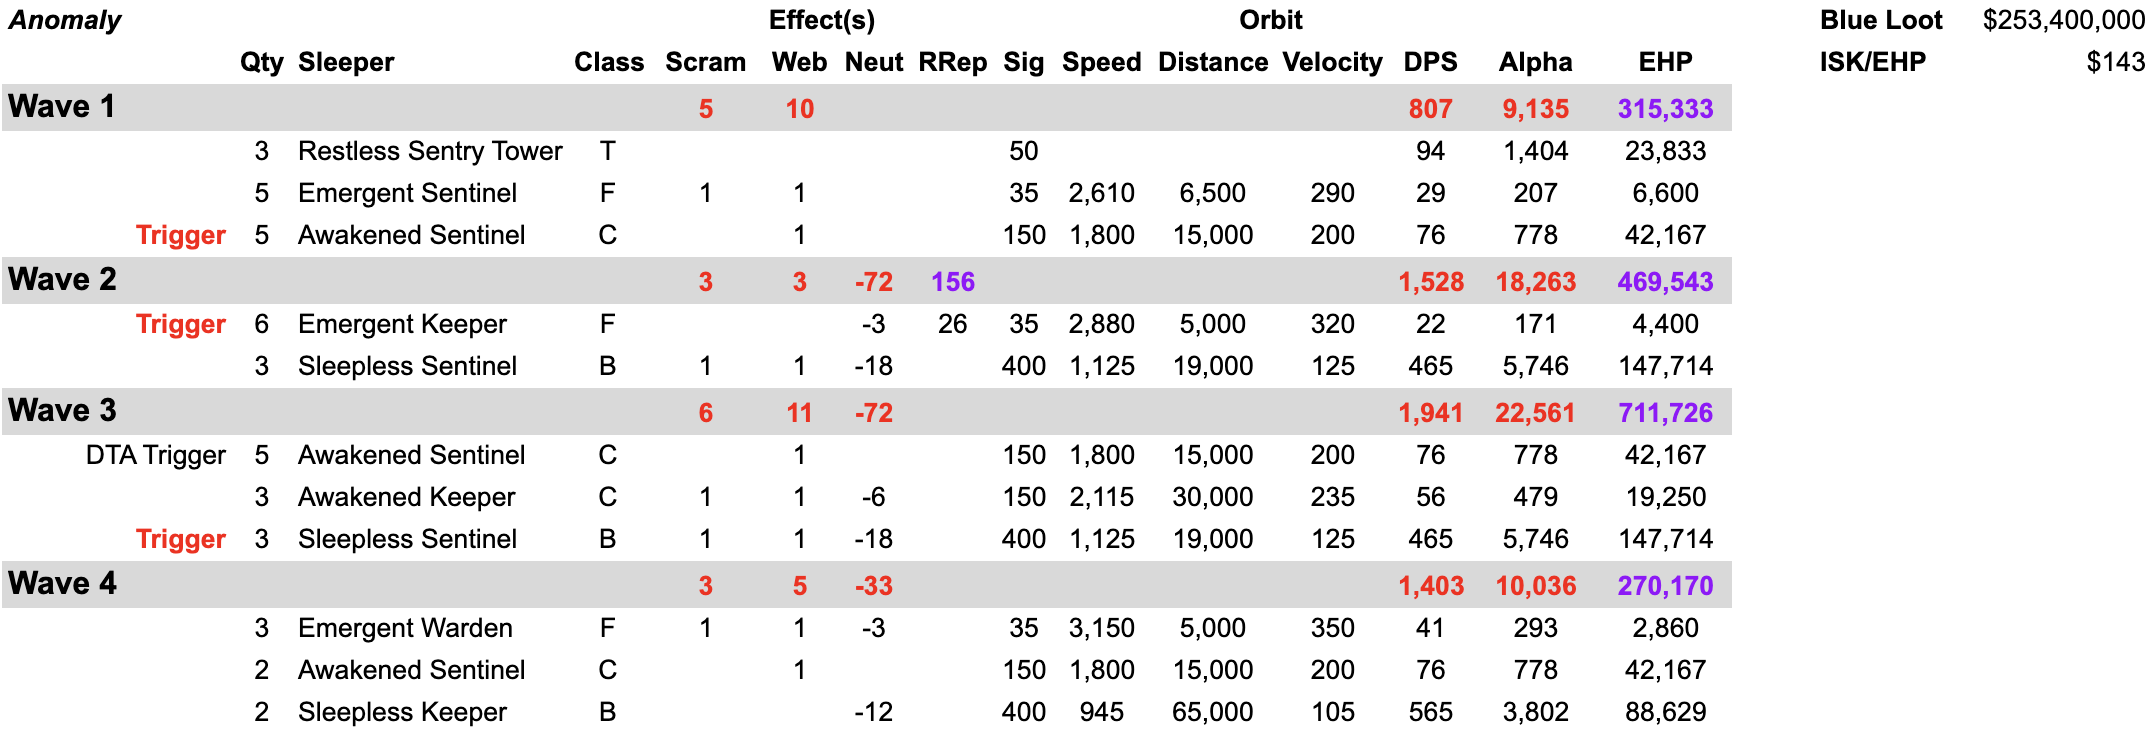 Anomaly Effect(s) Orbit Blue Loot $253,400,000
Qty Sleeper Class Scram Web Neut RRep Sig Speed Distance Velocity DPS Alpha EHP ISK/EHP $143
Wave 1 5 10 807 9,135 315,333
3 Restless Sentry Tower T 50 94 1,404 23,833
5 Emergent Sentinel F 1 1 35 2,610 6,500 290 29 207 6,600
Trigger 5 Awakened Sentinel C 1 150 1,800 15,000 200 76 778 42,167
Wave 2 3 3 -72 156 1,528 18,263 469,543
Trigger 6 Emergent Keeper F -3 26 35 2,880 5,000 320 22 171 4,400
3 Sleepless Sentinel B 1 1 -18 400 1,125 19,000 125 465 5,746 147,714
Wave 3 6 11 -72 1,941 22,561 711,726
DTA Trigger 5 Awakened Sentinel C 1 150 1,800 15,000 200 76 778 42,167
3 Awakened Keeper C 1 1 -6 150 2,115 30,000 235 56 479 19,250
Trigger 3 Sleepless Sentinel B 1 1 -18 400 1,125 19,000 125 465 5,746 147,714
Wave 4 3 5 -33 1,403 10,036 270,170
3 Emergent Warden F 1 1 -3 35 3,150 5,000 350 41 293 2,860
2 Awakened Sentinel C 1 150 1,800 15,000 200 76 778 42,167
2 Sleepless Keeper B -12 400 945 65,000 105 565 3,802 88,629